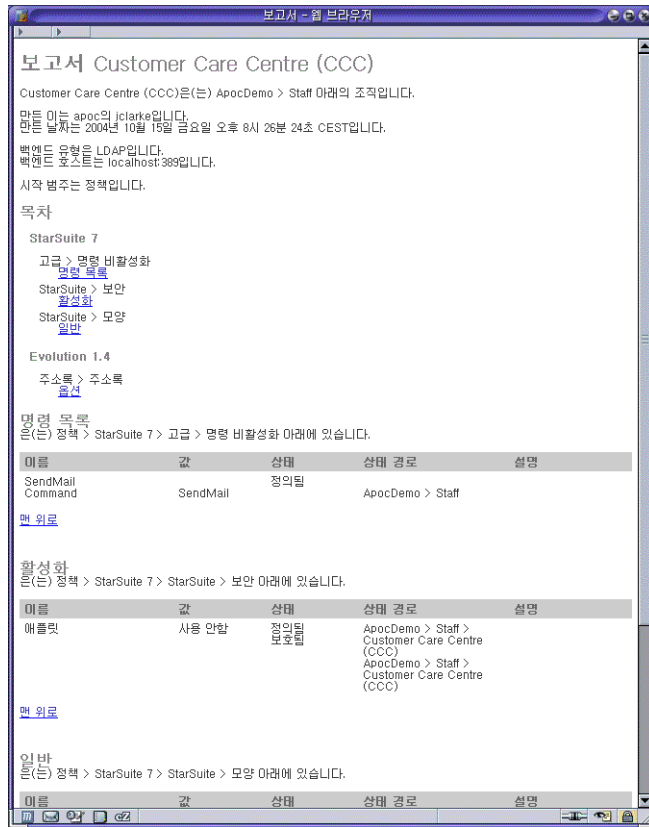 보고서 - 웹 브라우저
보고서 Customer Care Centre (CCC)
Customer Care Centre (CCC)은(는) ApocDemo > Staff 아래의 조직입니다.
만든 이는 apoc의 jclarke입니다.
만든 날짜는 2004년 10월 15일 금요일 오후 8시 26분 24초 CEST입니다.
백엔드 유형은 LDAP입니다.
백엔드 호스트는 localhost:389입니다.
시작 범주는 정책입니다.
목차
StarSuite 7
고급 > 명령 비활성화
명령 목록
StarSuite > 보안
활성화
StarSuite > 모양
일반
Evolution 1.4
주소록 > 주소록
옵션
명령 목록
은(는) 정책 > StarSuite 7 > 고급 > 명령 비활성화 아래에 있습니다.
이름 값 상태 상태 경로 설명
SendMail 정의됨
Command SendMail ApocDemo > Staff
맨 위로
활성화
은(는) 정책 > StarSuite 7 > StarSuite > 보안 아래에 있습니다.
이름 값 상태 상태 경로 설명
애플릿 사용 안함 정의됨 ApocDemo > Staff >
보호됨 Customer Care Centre
(CCC)
ApocDemo > Staff >
Customer Care Centre
(CCC)
맨 위로
일반
은(는) 정책 > StarSuite 7 > StarSuite > 모양 아래에 있습니다.
이름 값 상태 상태 경로 설명